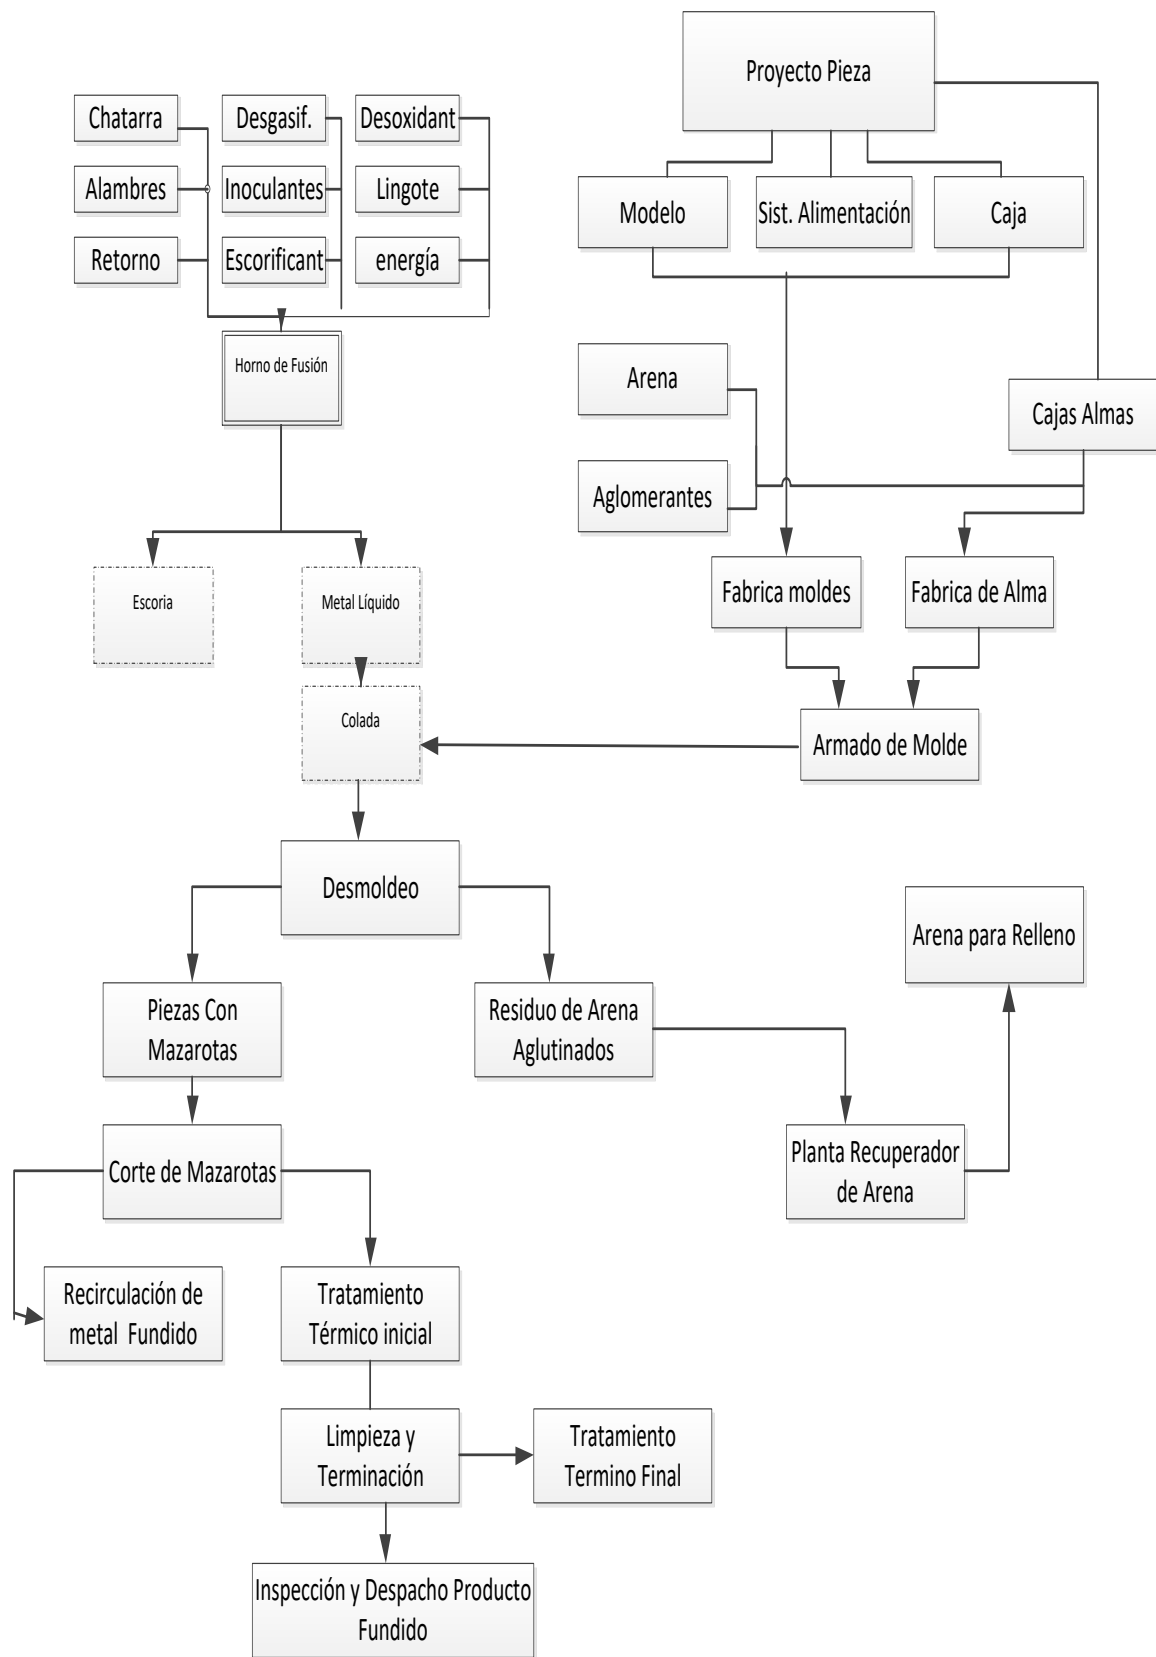 Proyecto Pieza
Chatarra
Desgasif.
Desoxidant
Alambres
Inoculantes
Lingote
Modelo
Sist. Alimentación
Caja
Retorno
Escorificant
energía
Horno de Fusión
Arena
Cajas Almas
Aglomerantes
Escoria
Metal Líquido
Fabrica moldes
Fabrica de Alma
Colada
Armado de Molde
Desmoldeo
Arena para Relleno
Piezas Con
Mazarotas
Residuo de Arena
Aglutinados
Corte de Mazarotas
Planta Recuperador
de Arena
Recirculación de
metal Fundido
Tratamiento
Térmico inicial
Limpieza y
Terminación
Tratamiento
Termino Final
Inspección y Despacho Producto
Fundido